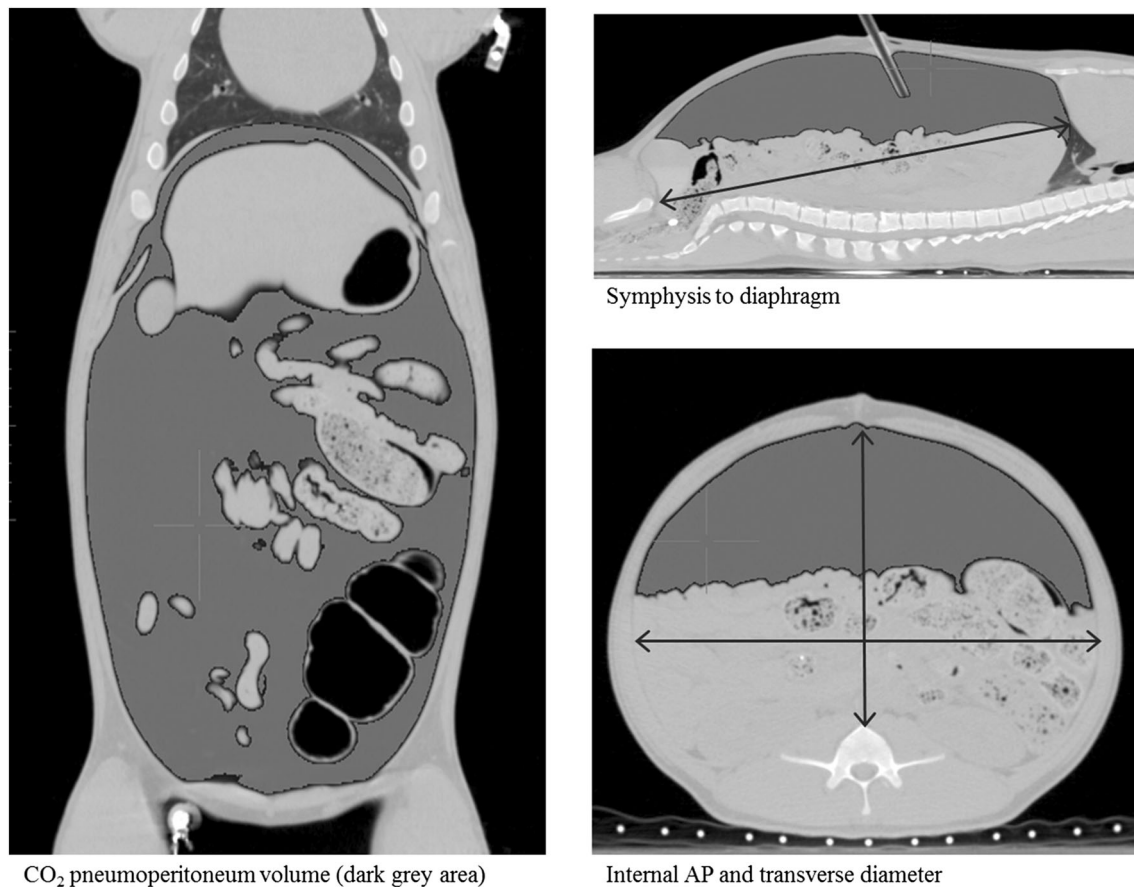 Symphysis to diaphragm
CO₂ pneumoperitoneum volume (dark grey area)
Internal AP and transverse diameter